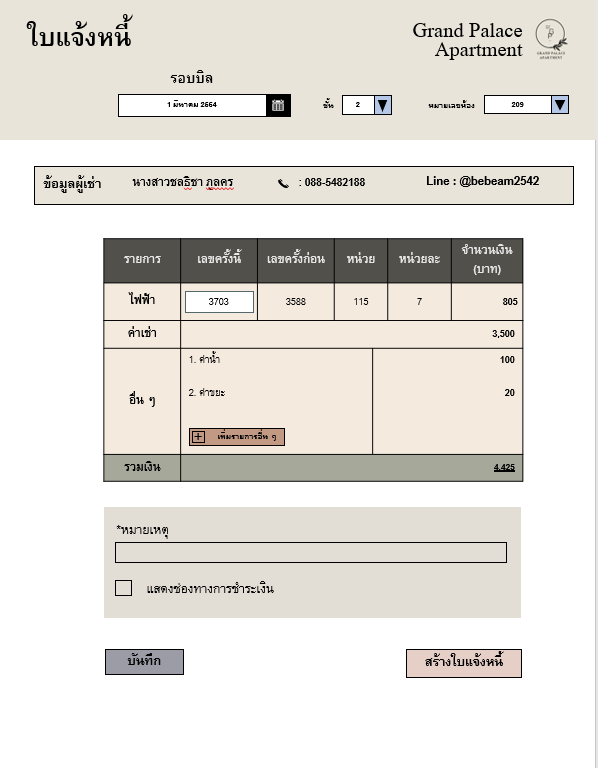 ใบแจ้งหนี้
Grand Palace
Apartment
GRAND PALACE
APARTMENT
รอบบิล
1 มีนาคม 2564
ชั้น
2
หมายเลขห้อง
209
ข้อมูลผู้เช่า นางสาวชลธิชา ภูลคร : 088-5482188 Line : @bebeam2542
รายการ เลขครั้งนี้ เลขครั้งก่อน หน่วย หน่วยละ จำนวนเงิน
(บาท)
ไฟฟ้า 3703 3588 115 7 805
ค่าเช่า 3,500
อื่น ๆ
1. ค่าน้ำ 100
2. ค่าขยะ 20
เพิ่มรายการอื่น ๆ
รวมเงิน 4,425
*หมายเหตุ
แสดงช่องทางการชำระเงิน
บันทึก สร้างใบแจ้งหนี้